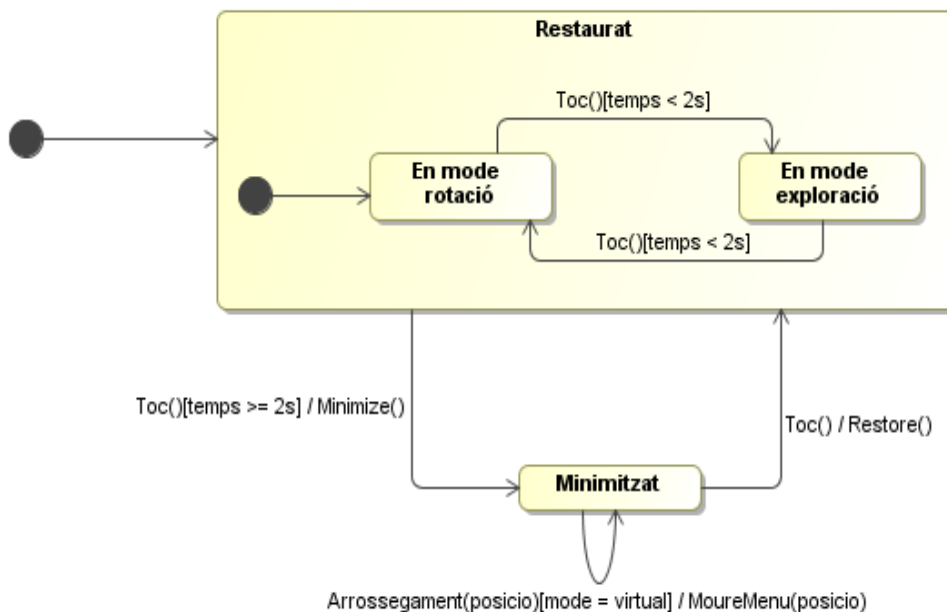 Restaurat
Toc()[temps < 2s]
En mode
rotació
En mode
exploració
Toc()[temps < 2s]
Toc()[temps >= 2s] / Minimize()
Toc() / Restore()
Minimitzat
Arrossegament(posicio)[mode = virtual] / MoureMenu(posicio)